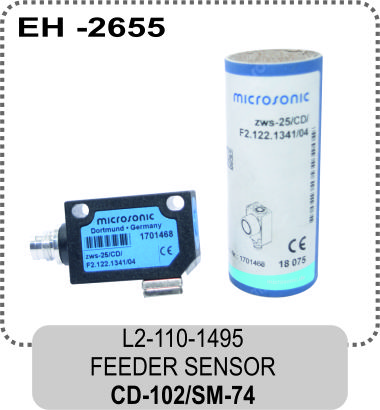 EH -2655
microsonic
zws-25/CD/
F2.122.1341/04
1701468
CE
18 075
microsonic
Dortmund • Germany
1701468
zws-25/CD/
F2.122.1341/04
CE
L2-110-1495
FEEDER SENSOR
CD-102/SM-74